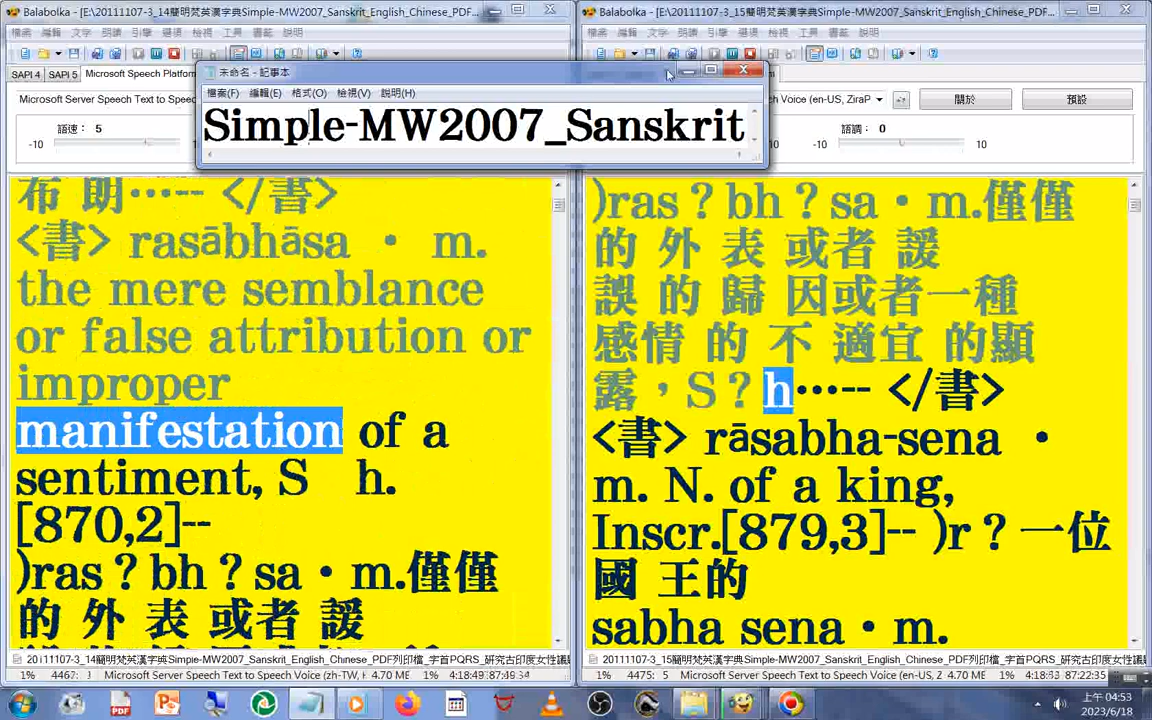 Balabolka - [E:\20111107-3_14簡明梵英漢字典Simple-MW2007_Sanskrit_English_Chinese_PDF...
Balabolka - [E:\20111107-3_15簡明梵英漢字典Simple-MW2007_Sanskrit_English_Chinese_PDF...
SAPI 4 SAPI 5 Microsoft Speech Platform
未命名 - 記事本
檔案(F) 編輯(E) 格式(O) 檢視(V) 說明(H)
Simple-MW2007_Sanskrit
Microsoft Server Speech Text to Spee
Voice (en-US, ZiraP
關於
預設
語速： 5
-10
語調： 0
-10 10
布 朗…-- </書>
<書> rasābhāsa • m.
the mere semblance
or false attribution or
improper
manifestation of a
sentiment, S h.
[870,2]--
)ras？bh？sa•m.僅僅
的 外 表 或者 諼
)ras？bh？sa•m.僅僅
的 外 表 或者 諼
誤 的 歸 因或者一種
感情 的 不 適宜 的顯
露，S？h…-- </書>
<書> rāsabha-sena •
m. N. of a king,
Inscr.[879,3]-- )r？一位
國 王的
sabha sena•m.
1% 4467: Microsoft Server Speech Text to Speech Voice (zh-TW, H 4.70 ME 4:18:49
1% 4475: 5 Microsoft Server Speech Text to Speech Voice (en-US, Z 4.70 ME 4:18:51 87:22:35
上午 04:53
2023/6/18